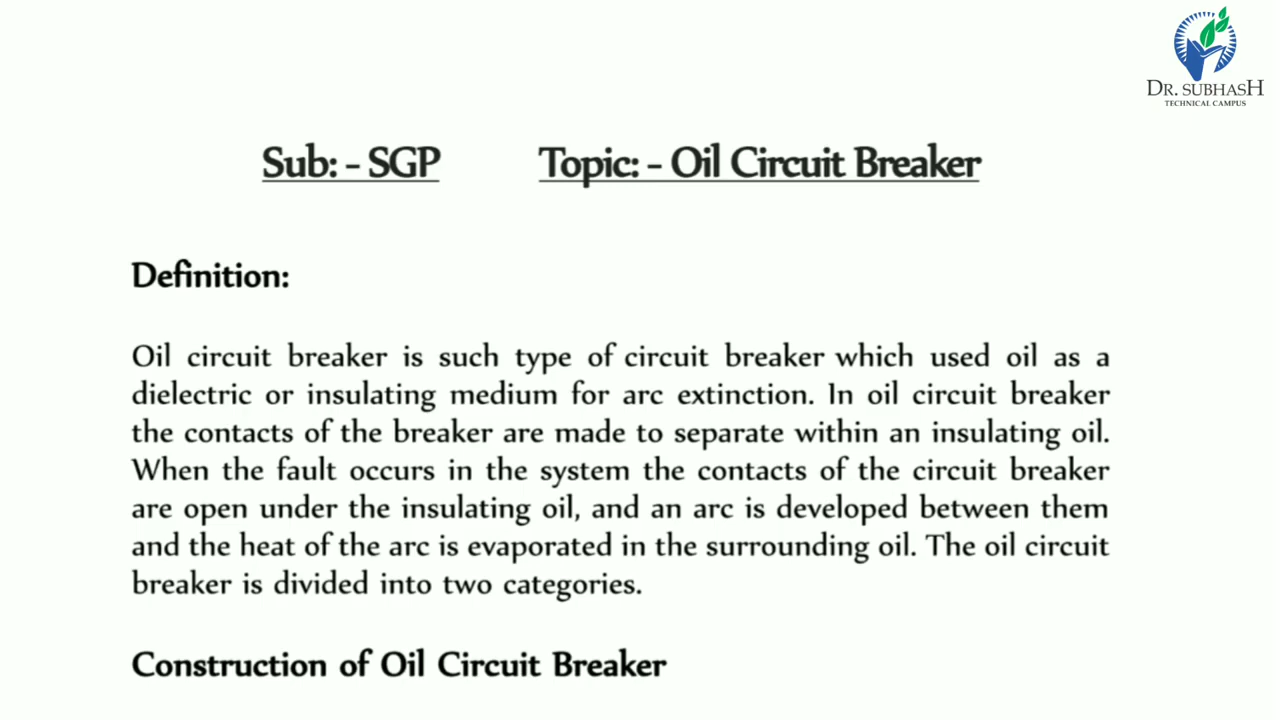 DR. SUBHASH
TECHNICAL CAMPUS
Sub: - SGP Topic: - Oil Circuit Breaker
Definition:
Oil circuit breaker is such type of circuit breaker which used oil as a
dielectric or insulating medium for arc extinction. In oil circuit breaker
the contacts of the breaker are made to separate within an insulating oil.
When the fault occurs in the system the contacts of the circuit breaker
are open under the insulating oil, and an arc is developed between them
and the heat of the arc is evaporated in the surrounding oil. The oil circuit
breaker is divided into two categories.
Construction of Oil Circuit Breaker